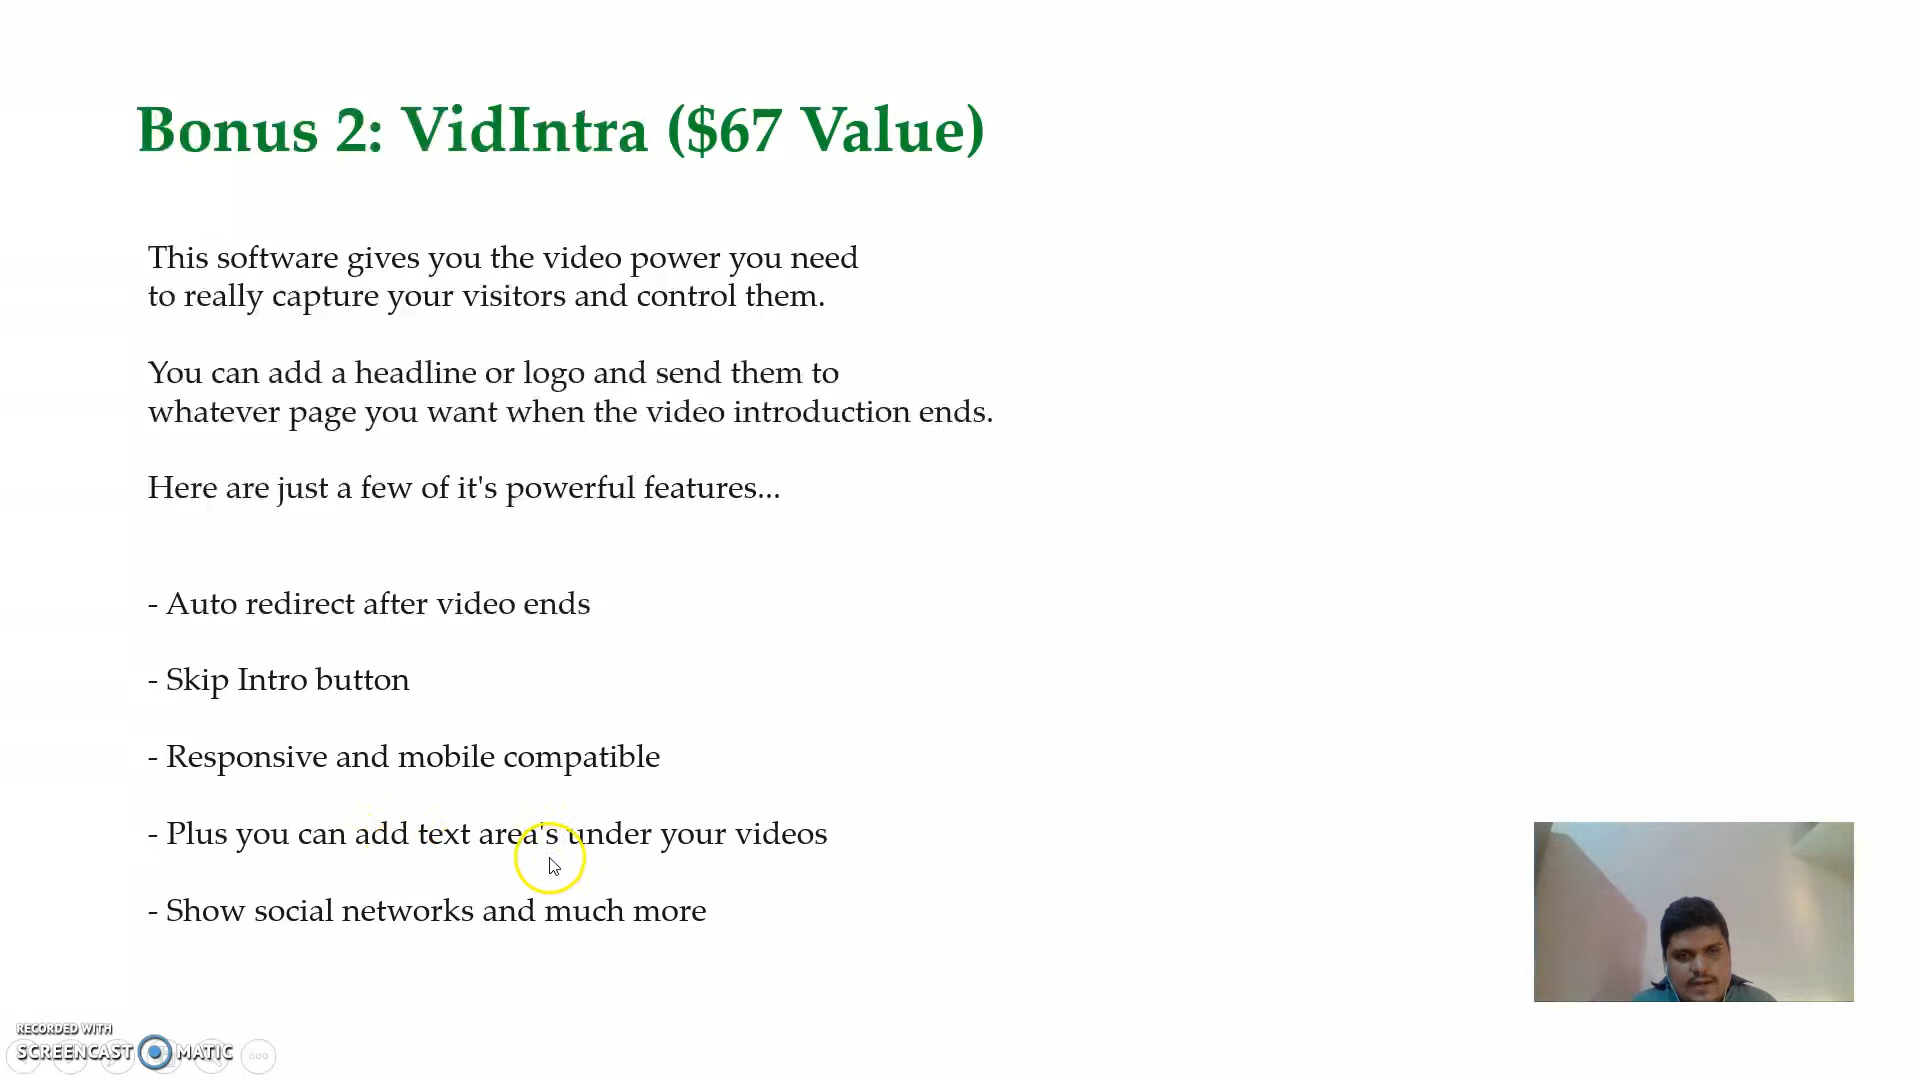 Bonus 2: VidIntra ($67 Value)
This software gives you the video power you need
to really capture your visitors and control them.
You can add a headline or logo and send them to
whatever page you want when the video introduction ends.
Here are just a few of it's powerful features...
- Auto redirect after video ends
- Skip Intro button
- Responsive and mobile compatible
- Plus you can add text area's under your videos
- Show social networks and much more
RECORDED WITH
SCREENCAST MATIC